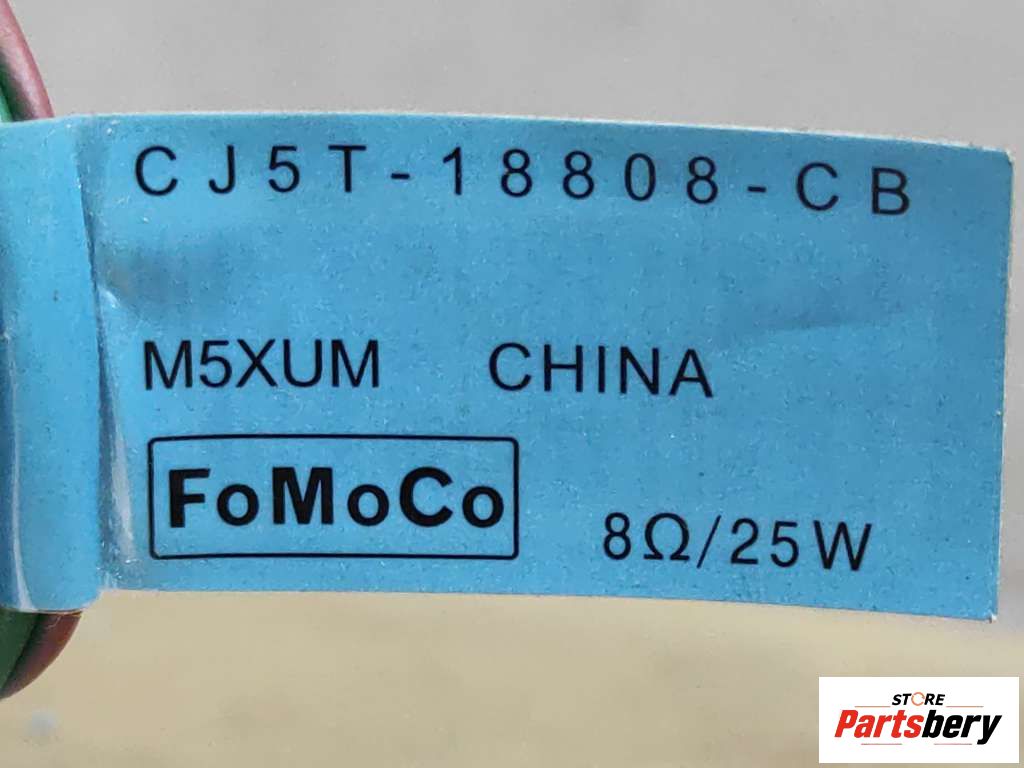 CJ5T-18808-CB
M5XUM CHINA
FoMoCo
8Ω/25W
STORE
Partsbery